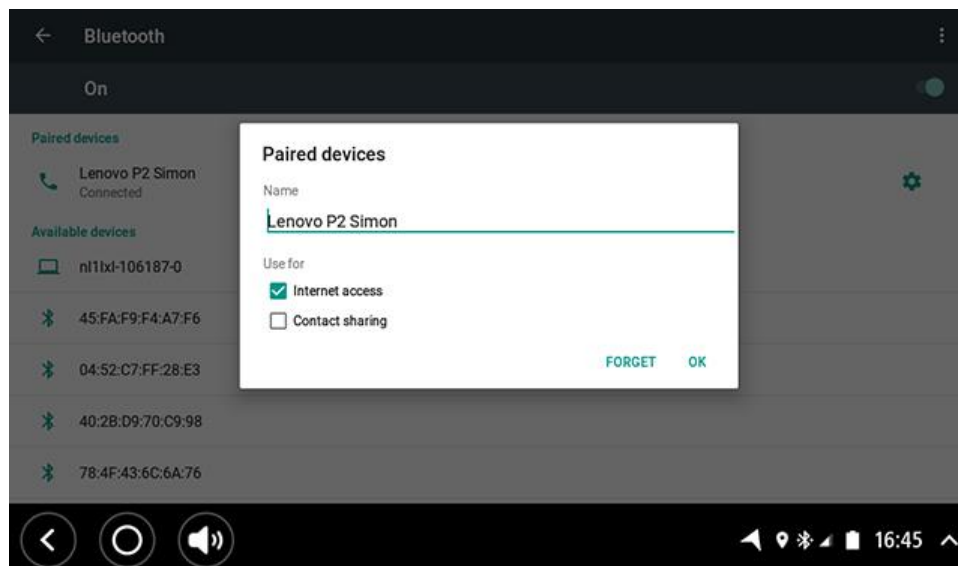 Bluetooth
On
Paired devices
Lenovo P2 Simon
Connected
Available devices
nl1lxl-106187-0
45:FA:F9:F4:A7:F6
04:52:C7:FF:28:E3
40:2B:D9:70:C9:98
78:4F:43:6C:6A:76
Paired devices
Name
Lenovo P2 Simon
Use for
Internet access
Contact sharing
FORGET OK
16:45